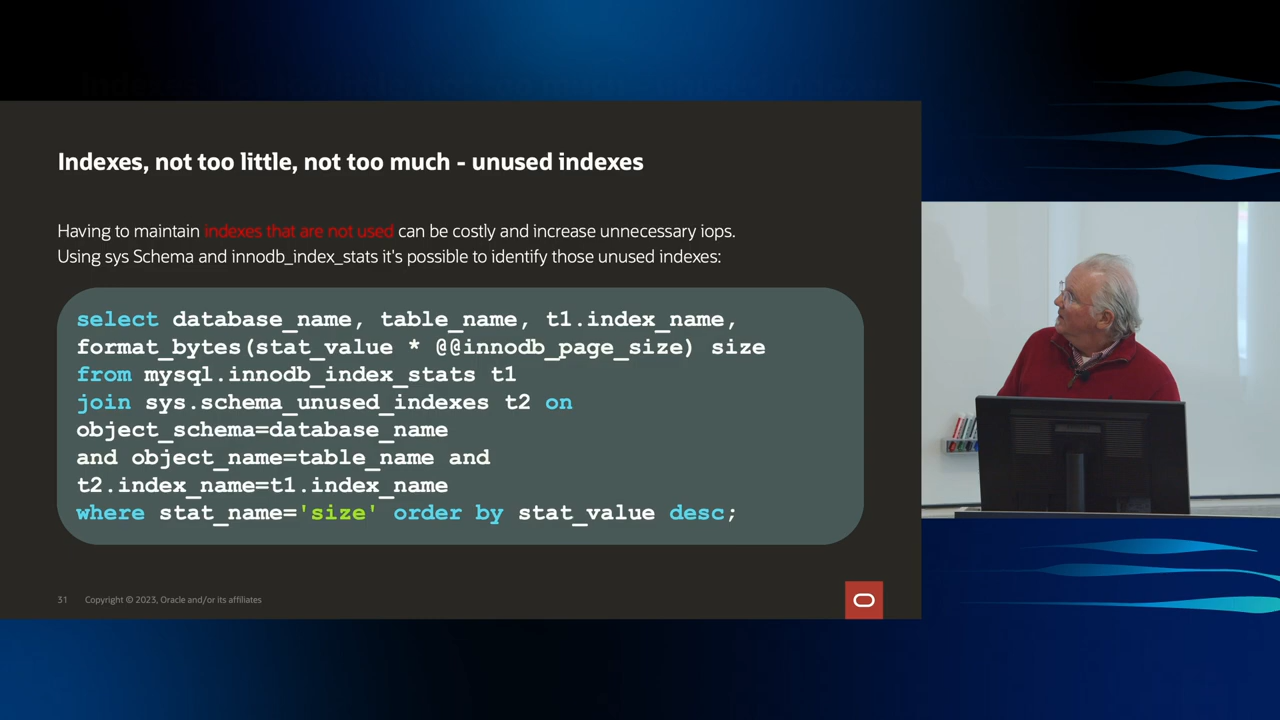 Indexes, not too little, not too much - unused indexes
Having to maintain indexes that are not used can be costly and increase unnecessary iops.
Using sys Schema and innodb_index_stats it's possible to identify those unused indexes:
select database_name, table_name, t1.index_name,
format_bytes(stat_value * @@innodb_page_size) size
from mysql.innodb_index_stats t1
join sys.schema_unused_indexes t2 on
object_schema=database_name
and object_name=table_name and
t2.index_name=t1.index_name
where stat_name='size' order by stat_value desc;
31 Copyright © 2023, Oracle and/or its affiliates